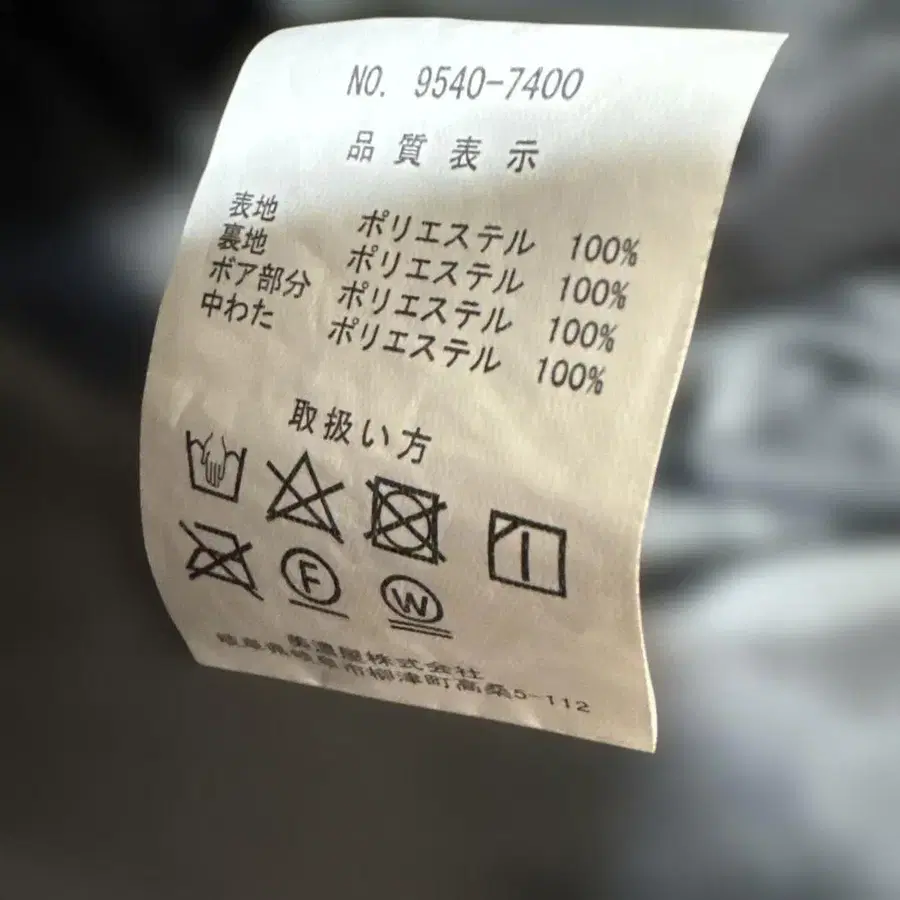 NO. 9540-7400
品質表示
表地 ポリエステル 100%
裏地 ポリエステル 100%
ボア部分 ポリエステル 100%
中わた ポリエステル 100%
取扱い方
F
W
美濃屋株式会社
岐阜県岐阜市柳津町高桑5-112